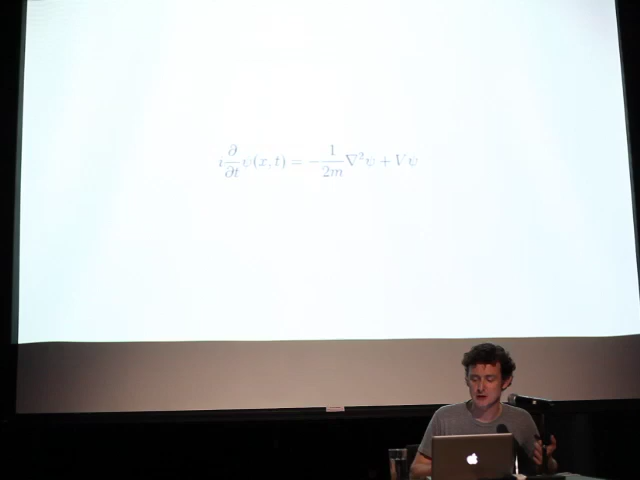 i ∂/∂t ψ(x, t) = − 1/2m ∇²ψ + Vψ